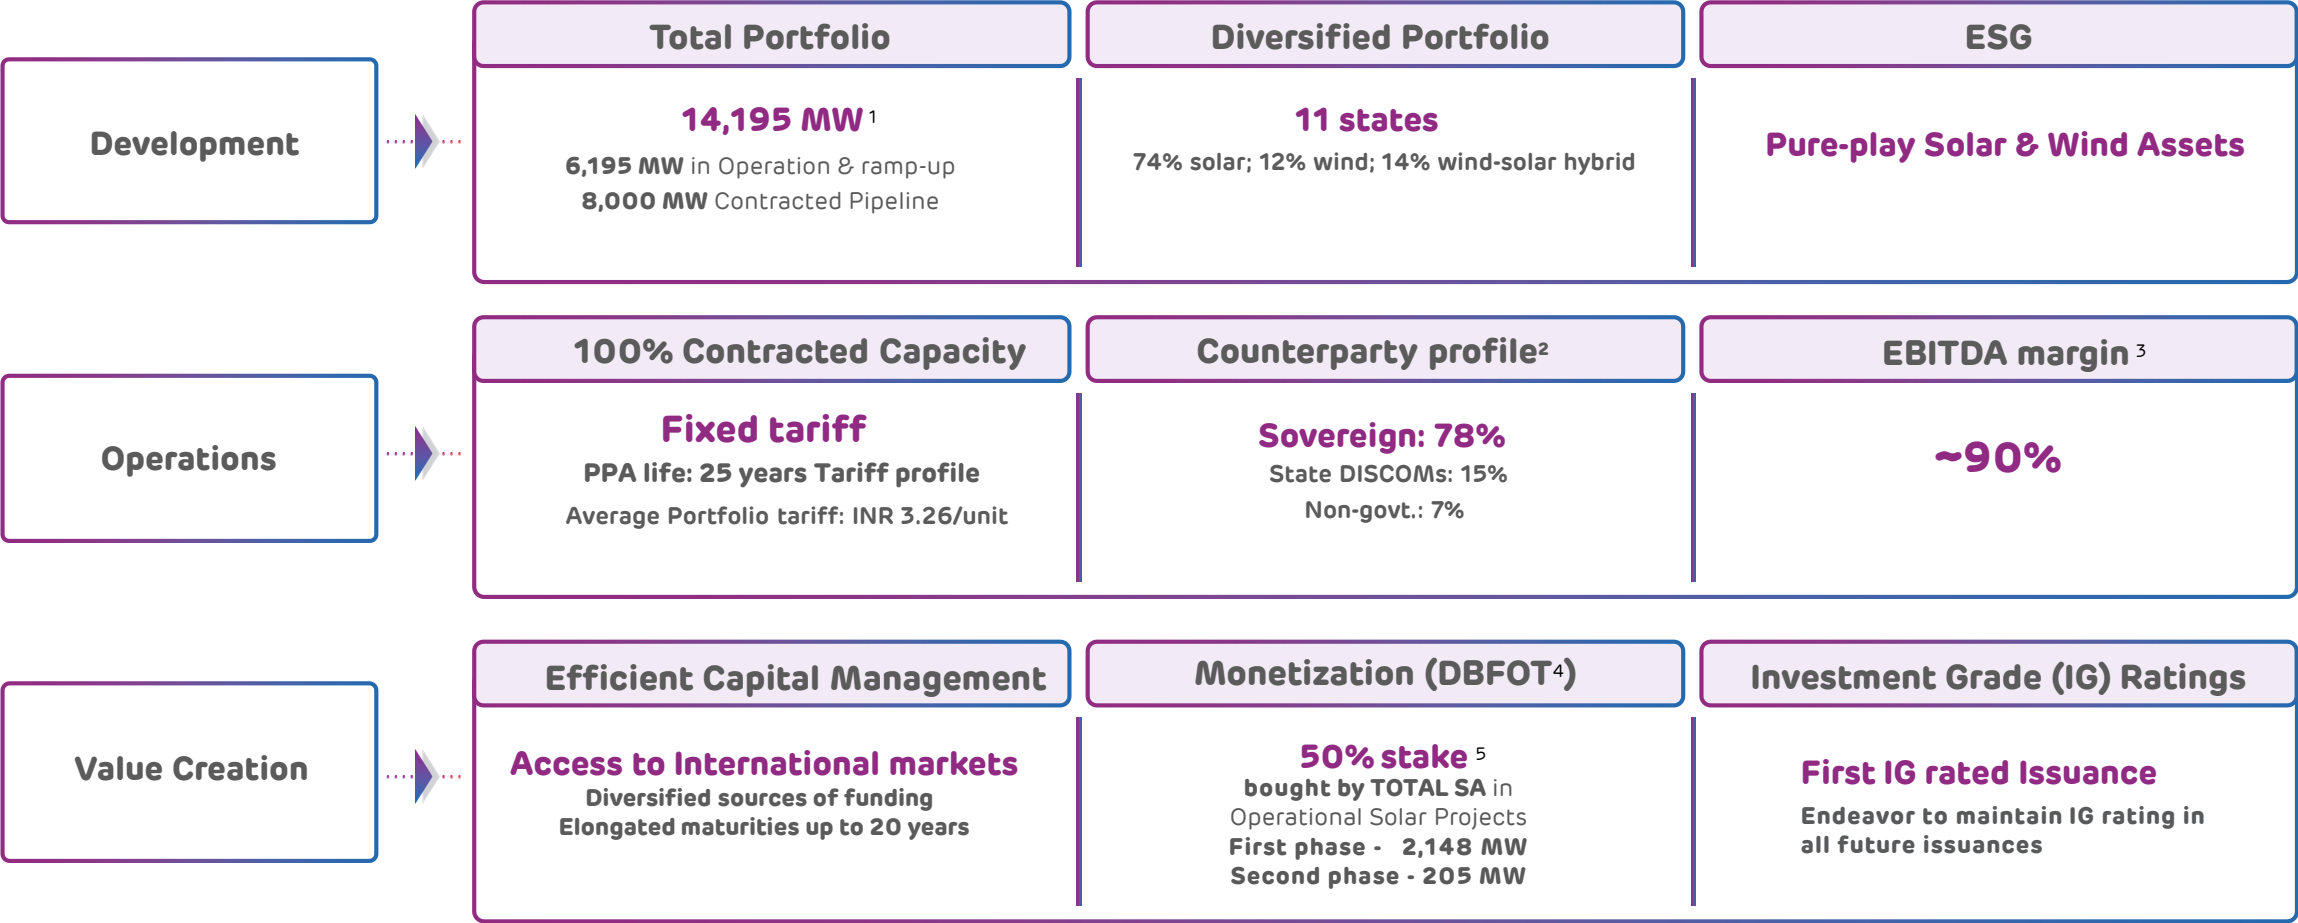 Total Portfolio
Diversified Portfolio
ESG
Development
14,195 MW 1
6,195 MW in Operation & ramp-up
8,000 MW Contracted Pipeline
11 states
74% solar; 12% wind; 14% wind-solar hybrid
Pure-play Solar & Wind Assets
100% Contracted Capacity
Counterparty profile²
EBITDA margin 3
Operations
Fixed tariff
PPA life: 25 years Tariff profile
Average Portfolio tariff: INR 3.26/unit
Sovereign: 78%
State DISCOMs: 15%
Non-govt.: 7%
~90%
Efficient Capital Management
Monetization (DBFOT⁴)
Investment Grade (IG) Ratings
Value Creation
Access to International markets
Diversified sources of funding
Elongated maturities up to 20 years
50% stake 5
bought by TOTAL SA in
Operational Solar Projects
First phase - 2,148 MW
Second phase - 205 MW
First IG rated Issuance
Endeavor to maintain IG rating in
all future issuances